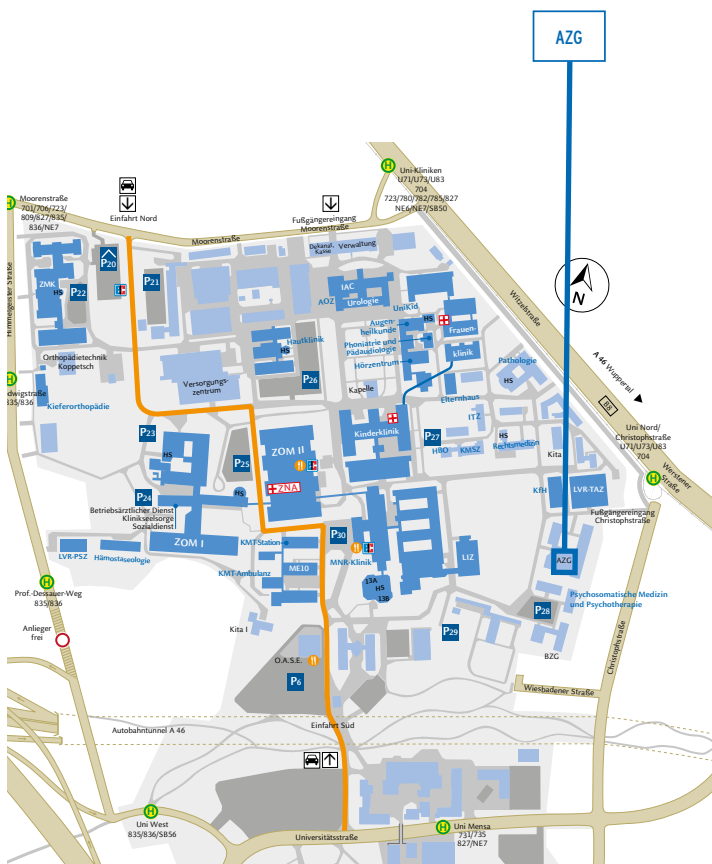 AZG
Uni-Kliniken
U71/U73/U83
704
723/780/782/785/827
NE6/NE7/SB50
Moorenstraße
701/706/723/
809/827/835/
836/NE7
Einfahrt Nord
Fußgängereingang
Moorenstraße
Moorenstraße
Dekanat,
Kasse
Verwaltung
Himmelgeister Straße
ZMK
HS
P22
P20
P21
IAC
AOZ
Urologie
UniKid
HS
Augen-
heilkunde
Frauen-
klinik
Phoniatrie und
Pädaudiologie
Hörzentrum
Hautklinik
HS
N
Witzelstraße
A 46 Wuppertal
88
Orthopädietechnik
Koppetsch
Versorgungs-
zentrum
P26
Kapelle
Pathologie
HS
Elternhaus
ITZ
835/836
Kieferorthopädie
P23
HS
P25
ZOM II
Kinderklinik
P27
HBO
KMSZ
HS
Rechtsmedizin
Kita
Uni Nord/
Christophstraße
U71/U73/U83
704
Werstener
Straße
ZNA
HS
P24
Betriebsärztlicher Dienst
Klinikseelsorge
Sozialdienst
KfH
LVR-TAZ
Fußgängereingang
Christophstraße
ZOM I
KMT-Station
P30
MNR-Klinik
LVR-PSZ
Hämostaseologie
KMT-Ambulanz
ME10
13A
HS
13B
LIZ
AZG
Prof.-Dessauer-Weg
835/836
Psychosomatische Medizin
und Psychotherapie
P28
Anlieger
frei
Kita I
P29
BZG
Christophstraße
O.A.S.E.
P6
Wiesbadener Straße
Einfahrt Süd
Autobahntunnel A 46
Uni West
835/836/SB56
Universitätsstraße
Uni Mensa
731/735
827/NE7